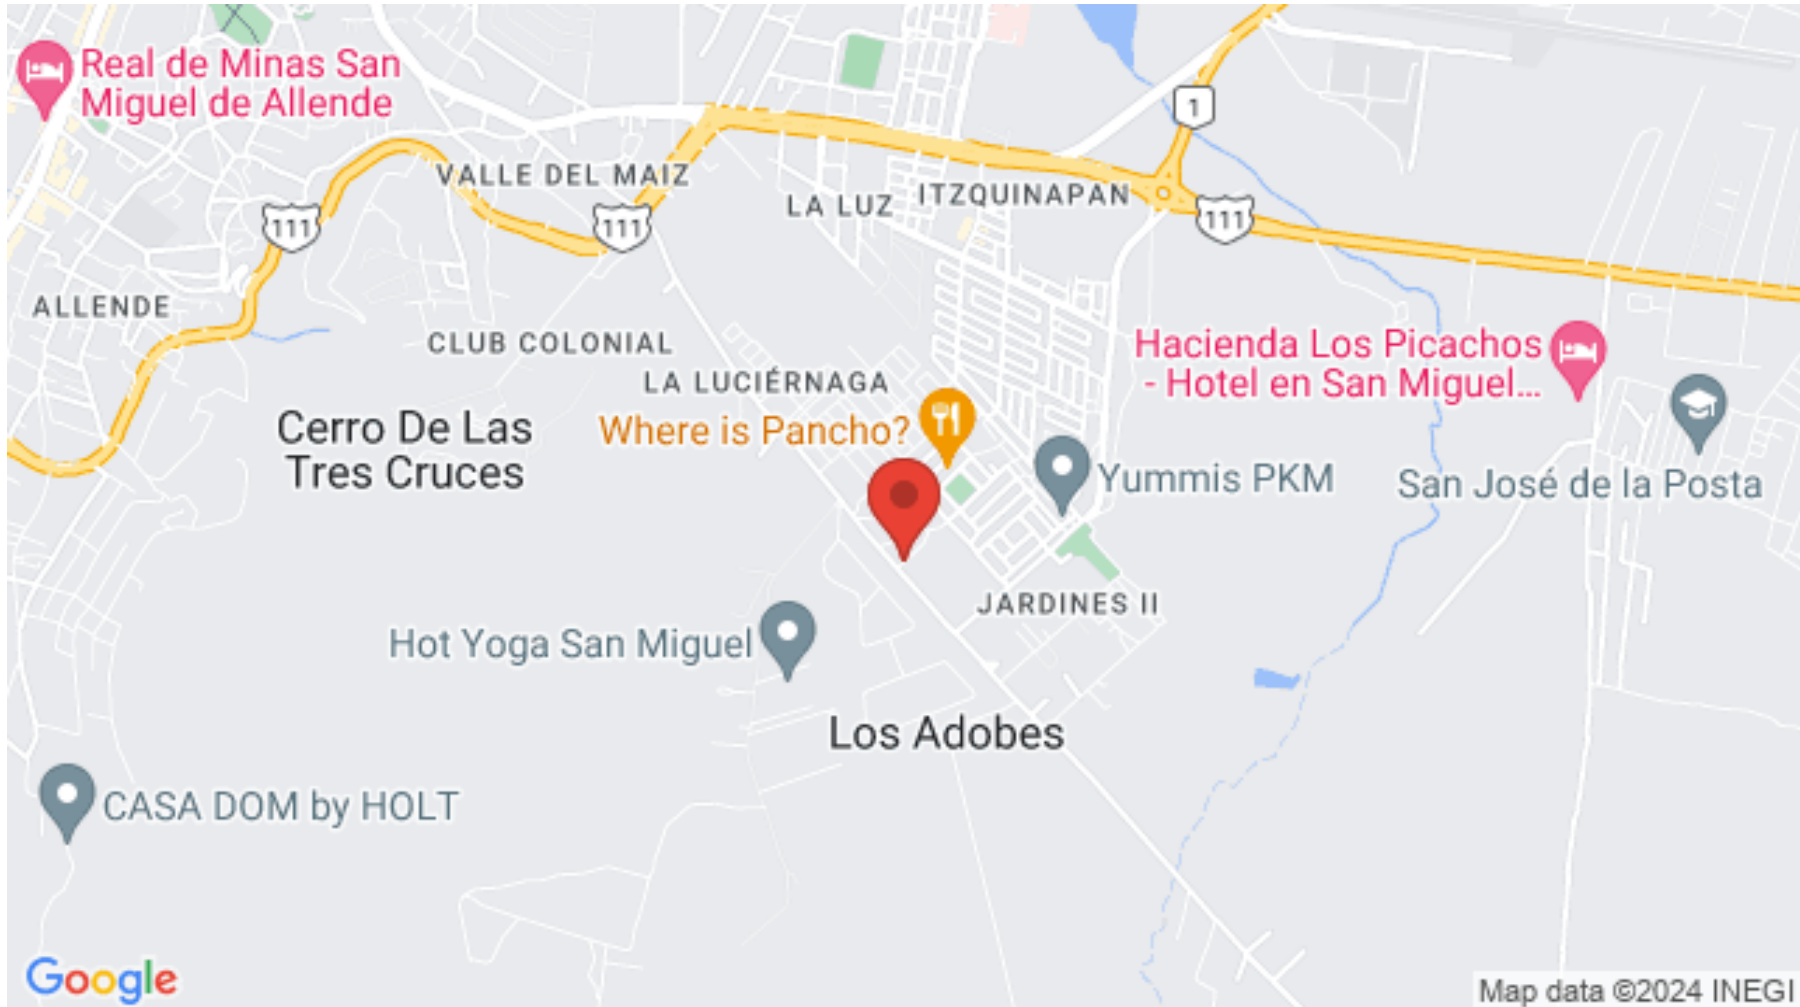 Real de Minas San
Miguel de Allende
1
VALLE DEL MAIZ
LA LUZ
ITZQUINAPAN
111
111
111
ALLENDE
CLUB COLONIAL
Hacienda Los Picachos
- Hotel en San Miguel...
LA LUCIÉRNAGA
Cerro De Las
Tres Cruces
Where is Pancho?
Yummis PKM
San José de la Posta
JARDINES II
Hot Yoga San Miguel
Los Adobes
CASA DOM by HOLT
Google
Map data ©2024 INEGI